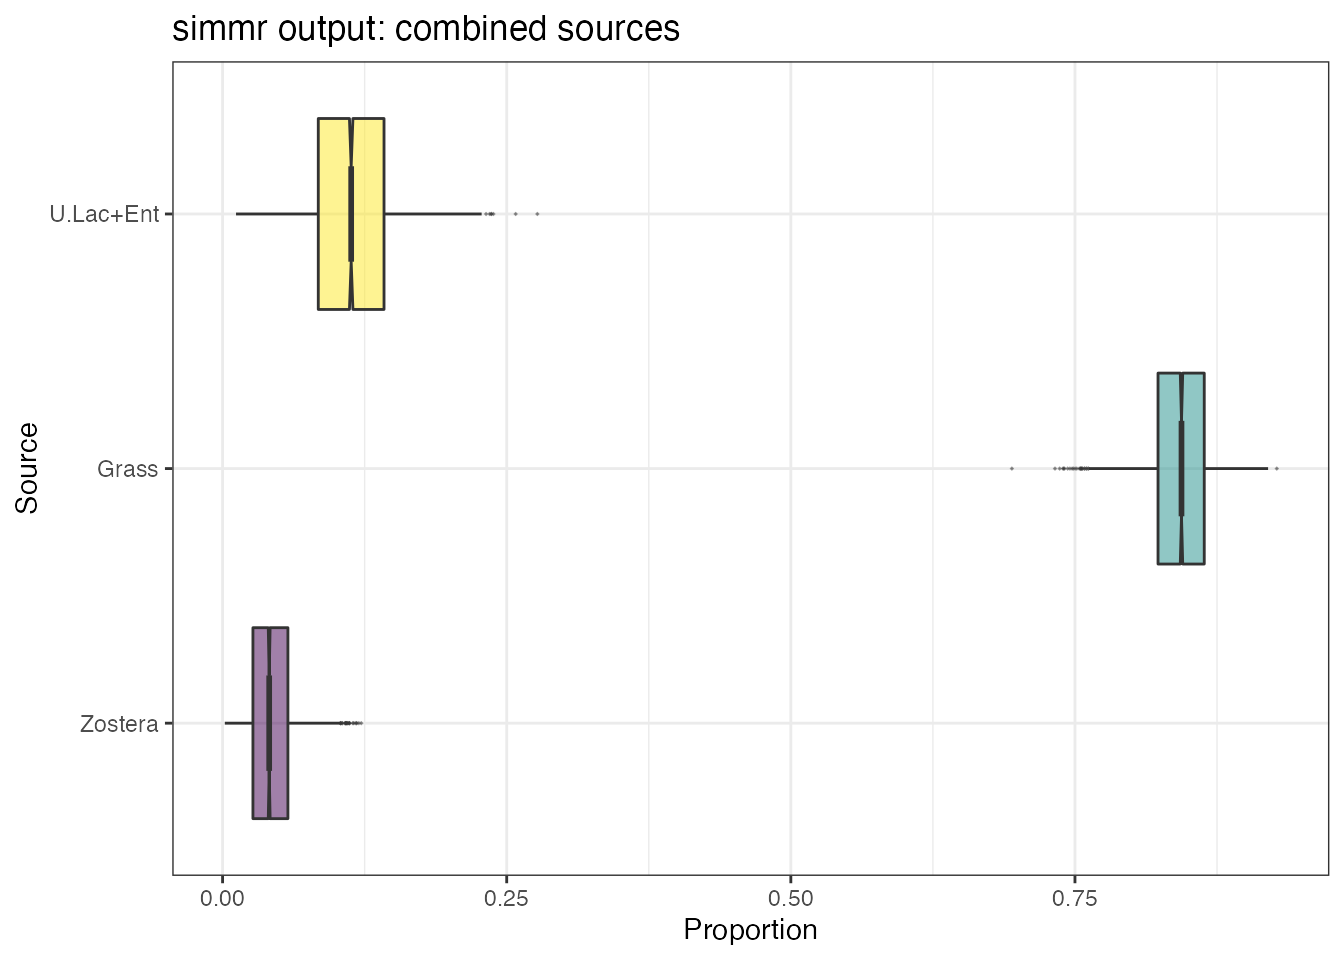 simmr output: combined sources
U.Lac+Ent
Grass
Zostera
Source
0.00 0.25 0.50 0.75
Proportion